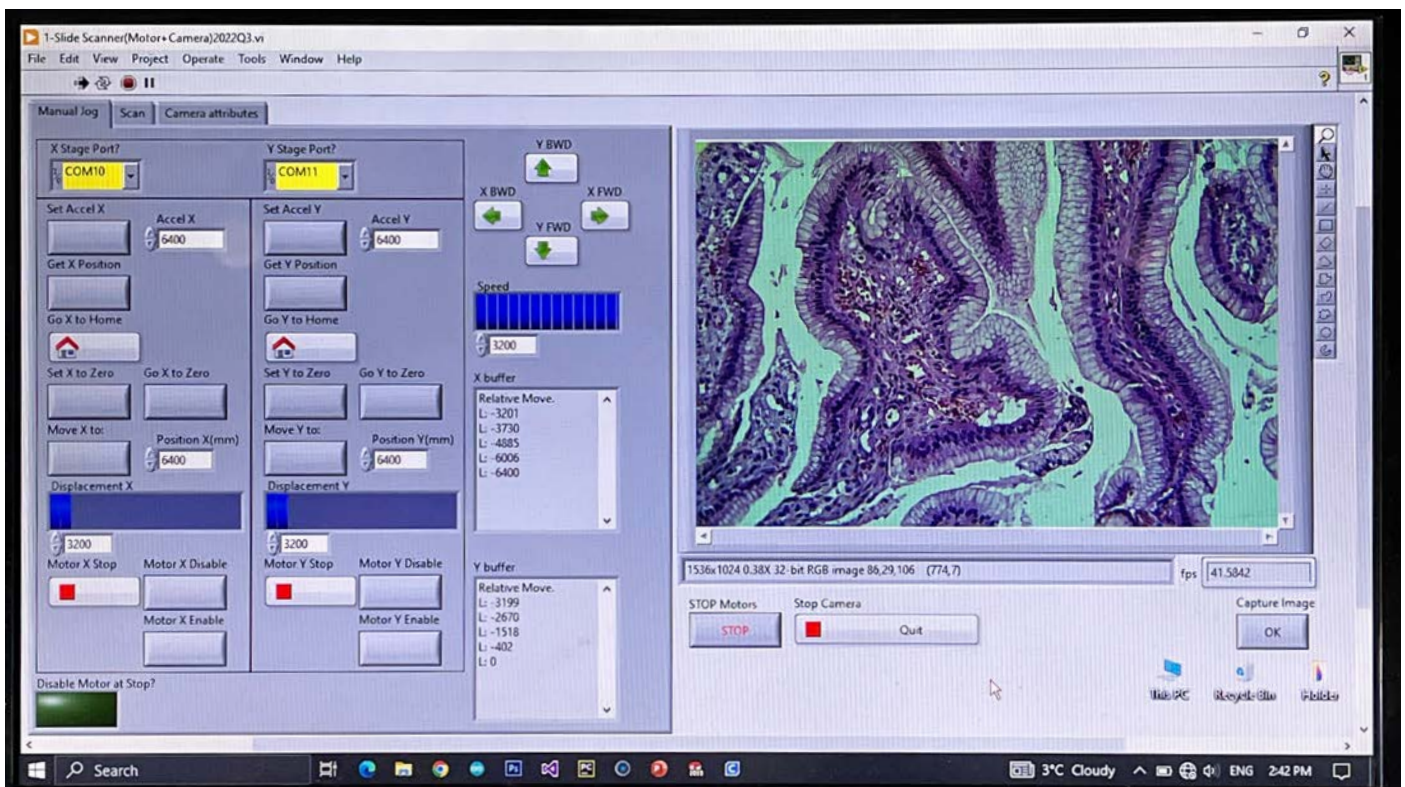 1-Slide Scanner(Motor+Camera)2022Q3.vi
File Edit View Project Operate Tools Window Help
Manual Jog Scan Camera attributes
X Stage Port? Y Stage Port? Y BWD
COM10 COM11
X BWD X FWD
Set Accel X Accel X Set Accel Y Accel Y
6400 6400
Y FWD
Get X Position Get Y Position
Speed
Go X to Home Go Y to Home
3200
Set X to Zero Go X to Zero Set Y to Zero Go Y to Zero
X buffer
Relative Move.
L: -3201
L: -3730
L: -4885
L: -6006
L: -6400
Move X to: Position X(mm) Move Y to: Position Y(mm)
6400 6400
Displacement X Displacement Y
3200 3200
Motor X Stop Motor X Disable Motor Y Stop Motor Y Disable
Motor X Enable Motor Y Enable
Y buffer
Relative Move.
L: -3199
L: -2670
L: -1518
L: -402
L: 0
Disable Motor at Stop?
1536x1024 0.38X 32-bit RGB image 86,29,106 (774,7)
fps 41.5842
STOP Motors Stop Camera Capture Image
STOP Quit OK
This PC Recycle Bin
Search
3°C Cloudy ENG 2:42 PM